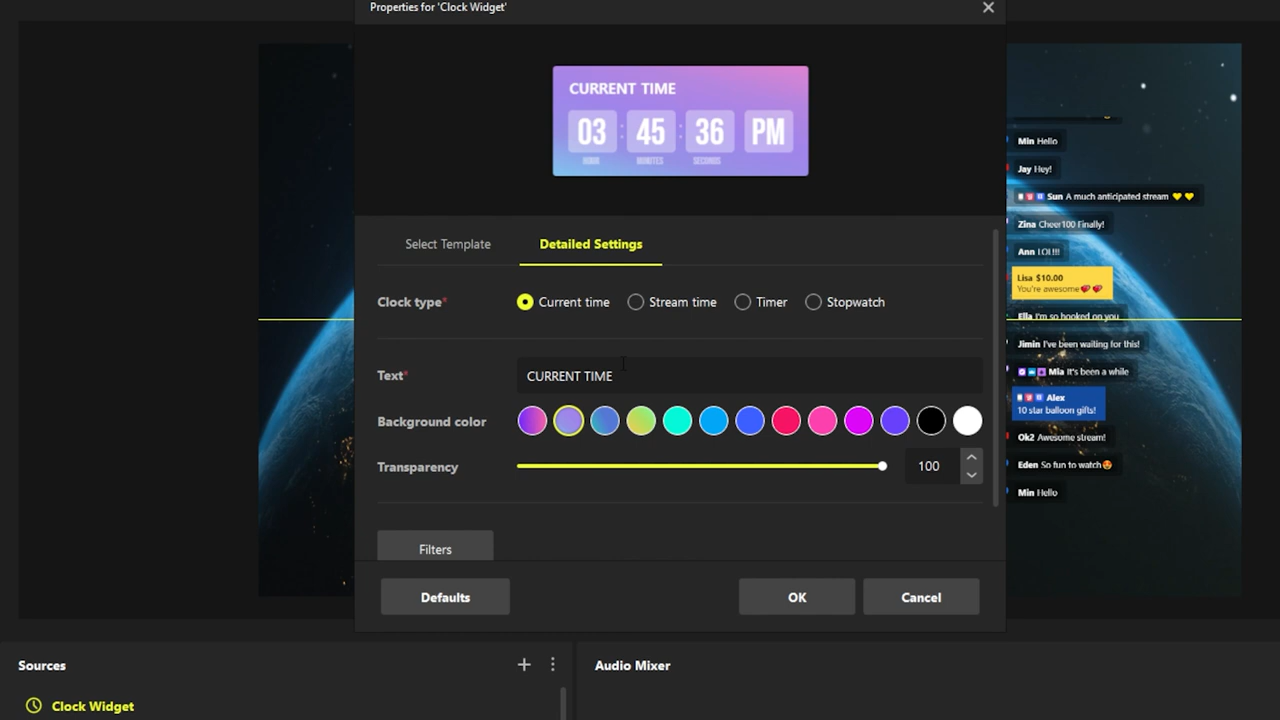 Properties for 'Clock Widget'
CURRENT TIME
03 : 45 : 36 PM
HOUR MINUTES SECONDS
Select Template
Detailed Settings
Clock type*
Current time
Stream time
Timer
Stopwatch
Text*
CURRENT TIME
Background color
Transparency
100
Filters
Defaults
OK
Cancel
Min Hello
Jay Hey!
Sun A much anticipated stream 💛 💛
Zina Cheer100 Finally!
Ann LOL!!!
Lisa $10.00
You're awesome💖💖
Ella I'm so hooked on you
Jimin I've been waiting for this!
Mia It's been a while
Alex
10 star balloon gifts!
Ok2 Awesome stream!
Eden So fun to watch😍
Min Hello
Sources
Clock Widget
Audio Mixer